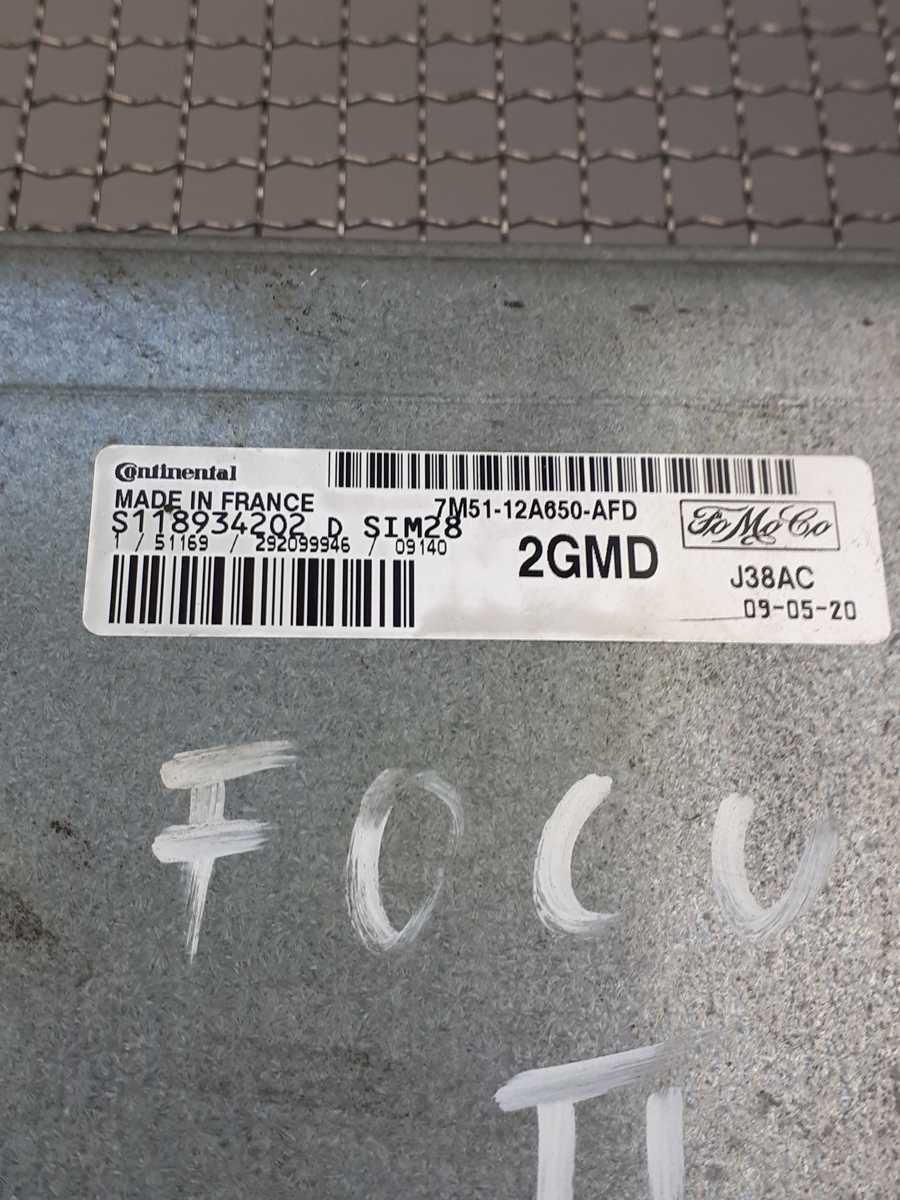 Continental
MADE IN FRANCE
7M51-12A650-AFD
FoMoCo
S118934202 D SIM28
1 / 51169 / 292099946 / 09140
2GMD
J38AC
09-05-20
FOCU
II